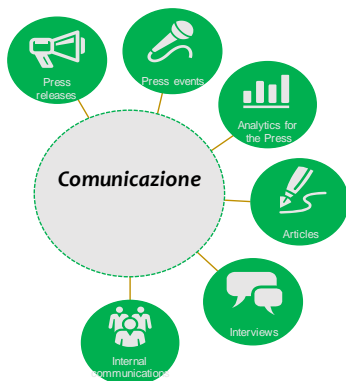 Press
releases
Press events
Analytics for
the Press
Comunicazione
Articles
Interviews
Internal
communications